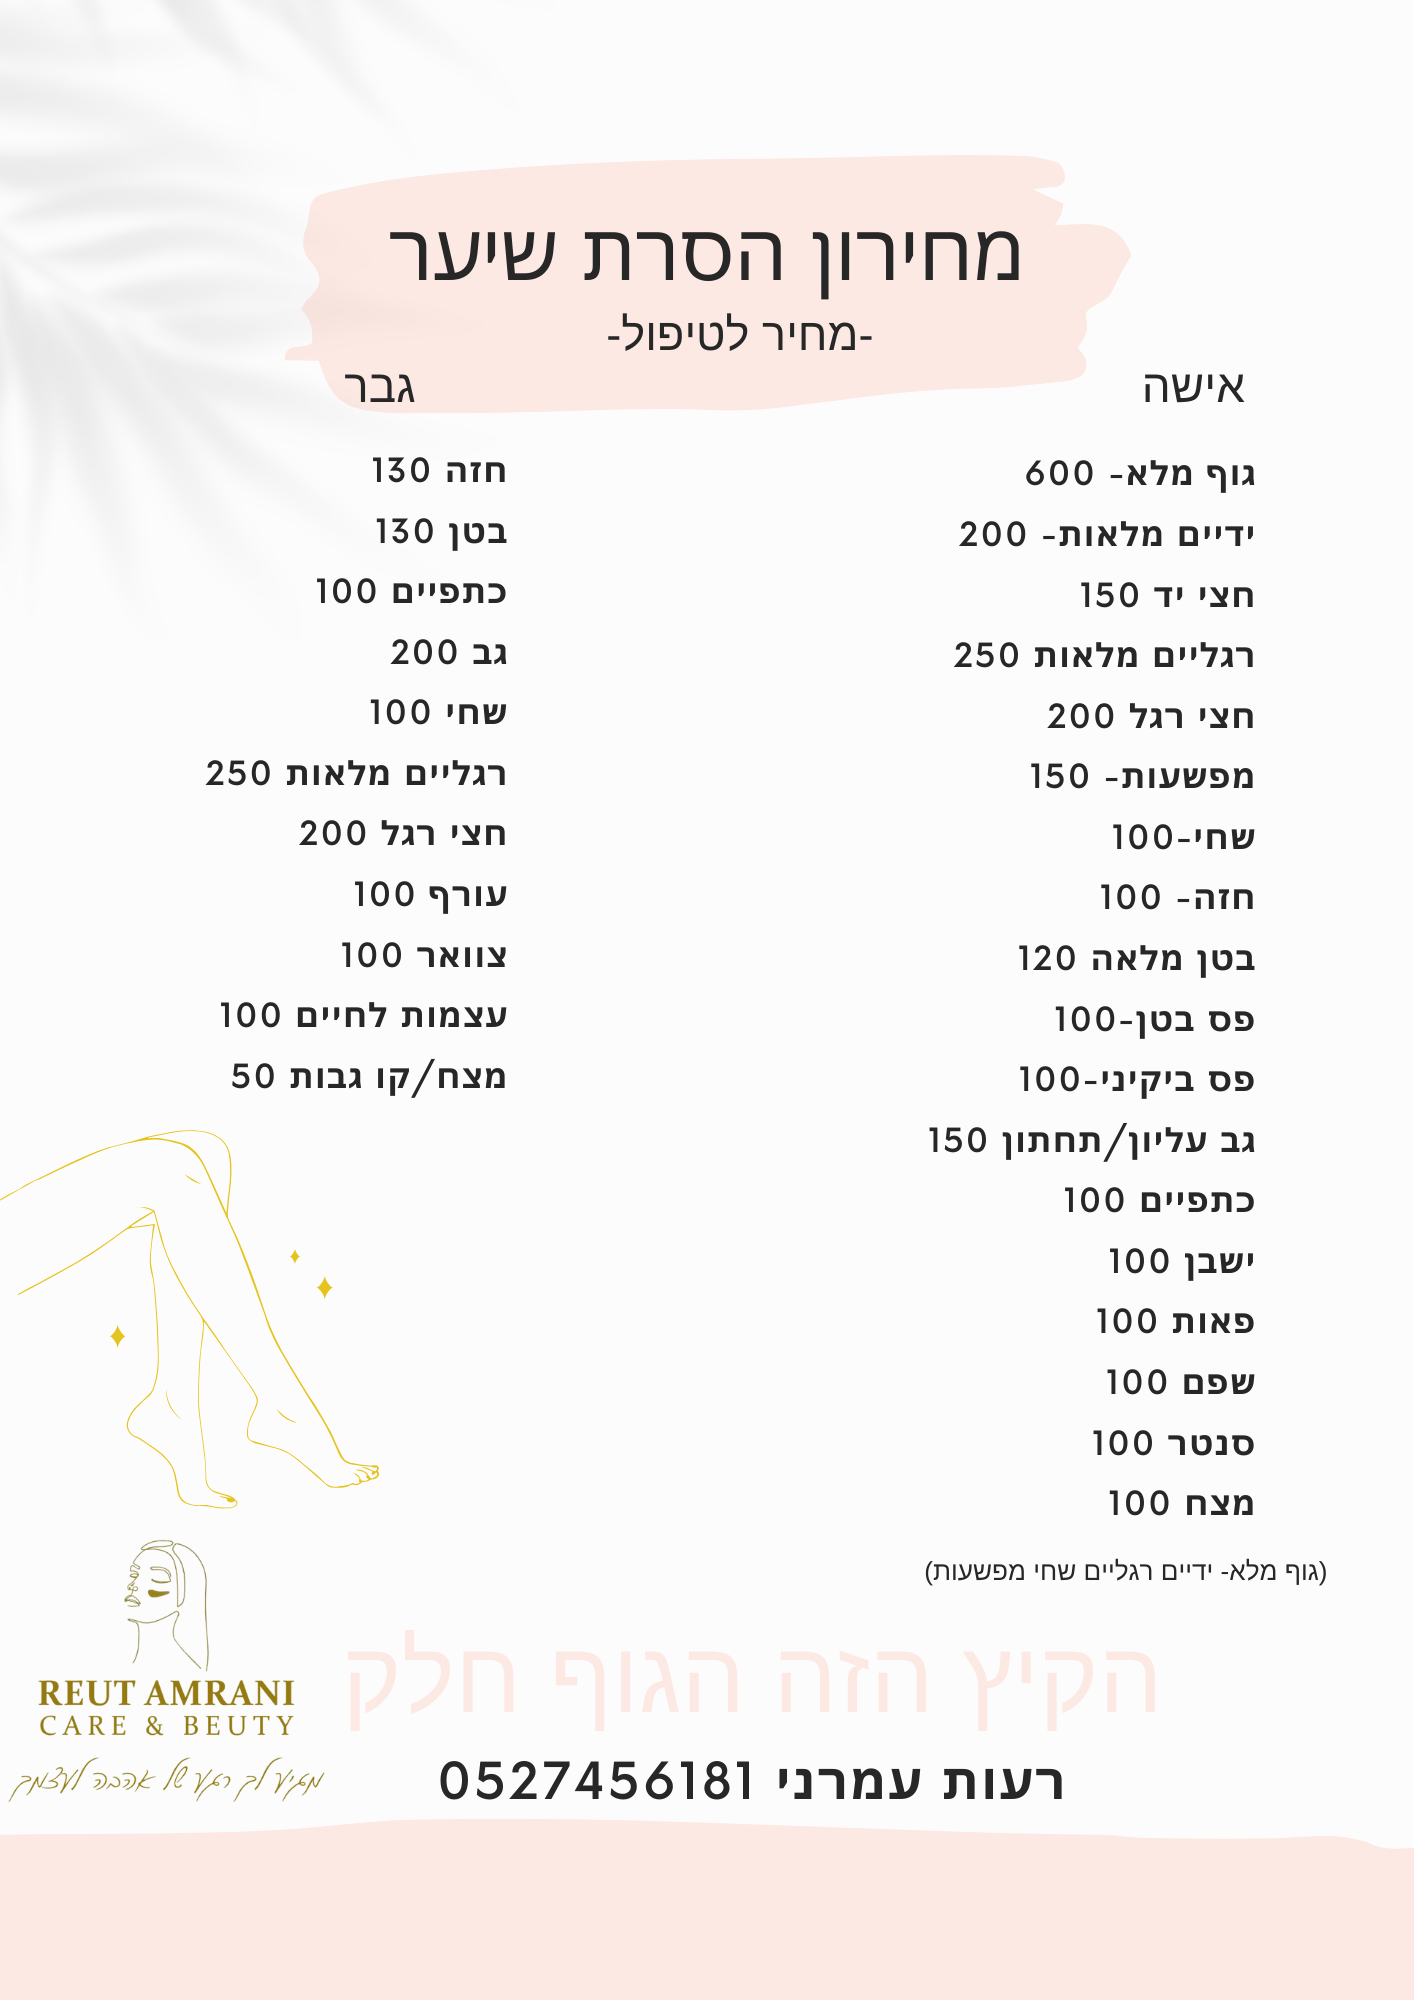 מחירון הסרת שיער
-מחיר לטיפול-
אישה
גוף מלא- 600
ידיים מלאות- 200
חצי יד 150
רגליים מלאות 250
חצי רגל 200
מפשעות- 150
שחי-100
חזה- 100
בטן מלאה 120
פס בטן-100
פס ביקיני-100
גב עליון/תחתון 150
כתפיים 100
ישבן 100
פאות 100
שפם 100
סנטר 100
מצח 100
(גוף מלא- ידיים רגליים שחי מפשעות)
גבר
חזה 130
בטן 130
כתפיים 100
גב 200
שחי 100
רגליים מלאות 250
חצי רגל 200
עורף 100
צוואר 100
עצמות לחיים 100
מצח/קו גבות 50
הקיץ הזה הגוף חלק
רעות עמרני 0527456181
REUT AMRANI
CARE & BEUTY
מגיע לך רגע של אהבה לעצמך